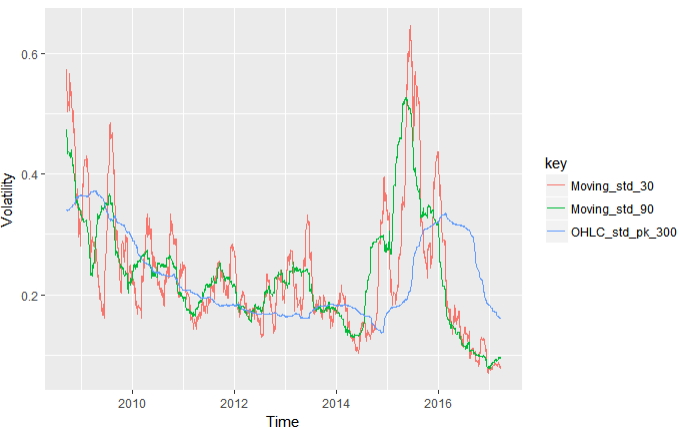 Volatility
0.6
0.4
0.2
2010 2012 2014 2016
Time
key
Moving_std_30
Moving_std_90
OHLC_std_pk_300